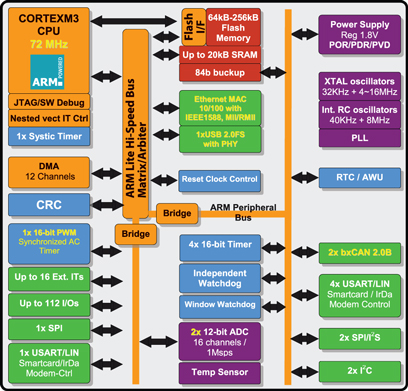 CORTEXM3
CPU
72 MHz
ARM
POWERED
JTAG/SW Debug
Nested vect IT Ctrl
1x Systic Timer
DMA
12 Channels
CRC
1x 16-bit PWM
Synchronized AC
Timer
Up to 16 Ext. ITs
Up to 112 I/Os
1x SPI
1x USART/LIN
Smartcard/IrDa
Modem-Ctrl
ARM Lite Hi-Speed Bus
Matrix/Arbiter
Bridge
Bridge
ARM Peripheral
Bus
Flash
I/F
64kB-256kB
Flash
Memory
Up to 20kB SRAM
84b buckup
Ethernet MAC
10/100 with
IEEE1588, MII/RMII
1xUSB 2.0FS
with PHY
Reset Clock Control
4x 16-bit Timer
Independent
Watchdog
Window Watchdog
2x 12-bit ADC
16 channels /
1Msps
Temp Sensor
Power Supply
Reg 1.8V
POR/PDR/PVD
XTAL oscillators
32KHz + 4~16MHz
Int. RC oscillators
40KHz + 8MHz
PLL
RTC / AWU
2x bxCAN 2.0B
4x USART/LIN
Smartcard / IrDa
Modem Control
2x SPI/I²S
2x I²C